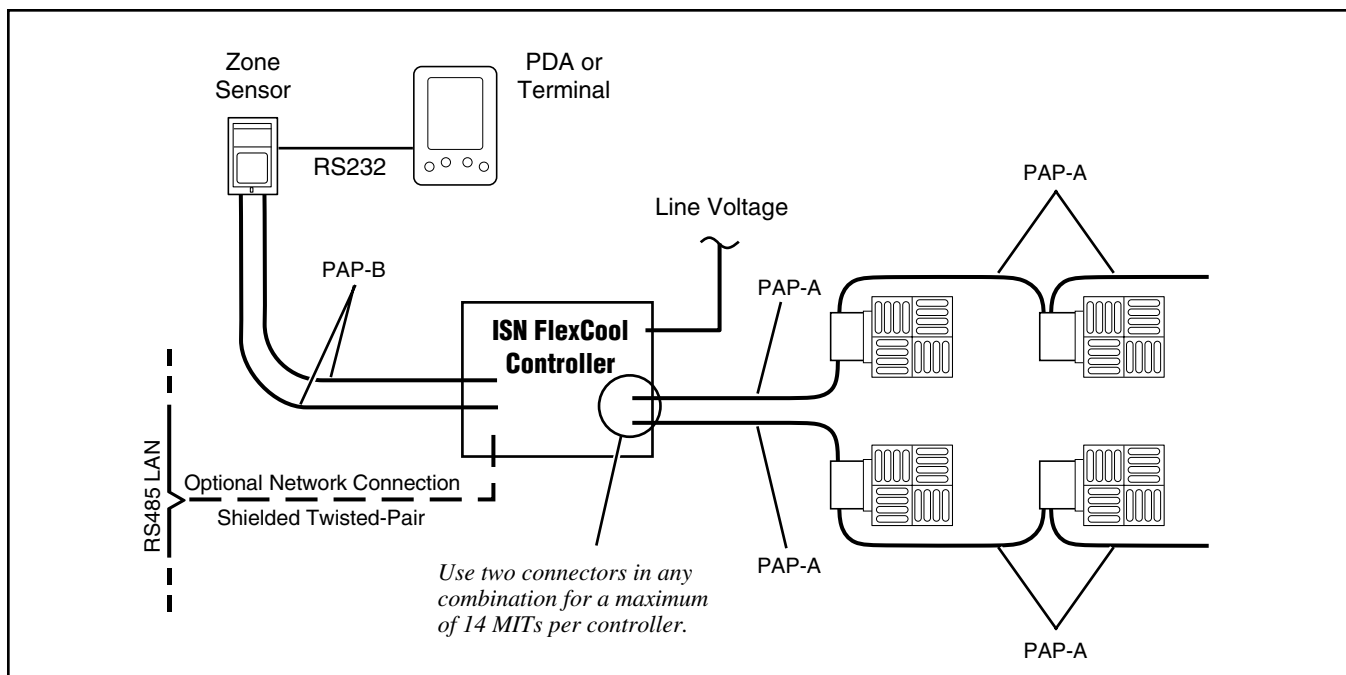 Zone
Sensor
PDA or
Terminal
RS232
PAP-A
Line Voltage
PAP-B
PAP-A
ISN FlexCool
Controller
RS485 LAN
Optional Network Connection
Shielded Twisted-Pair
Use two connectors in any
combination for a maximum
of 14 MITs per controller.
PAP-A
PAP-A